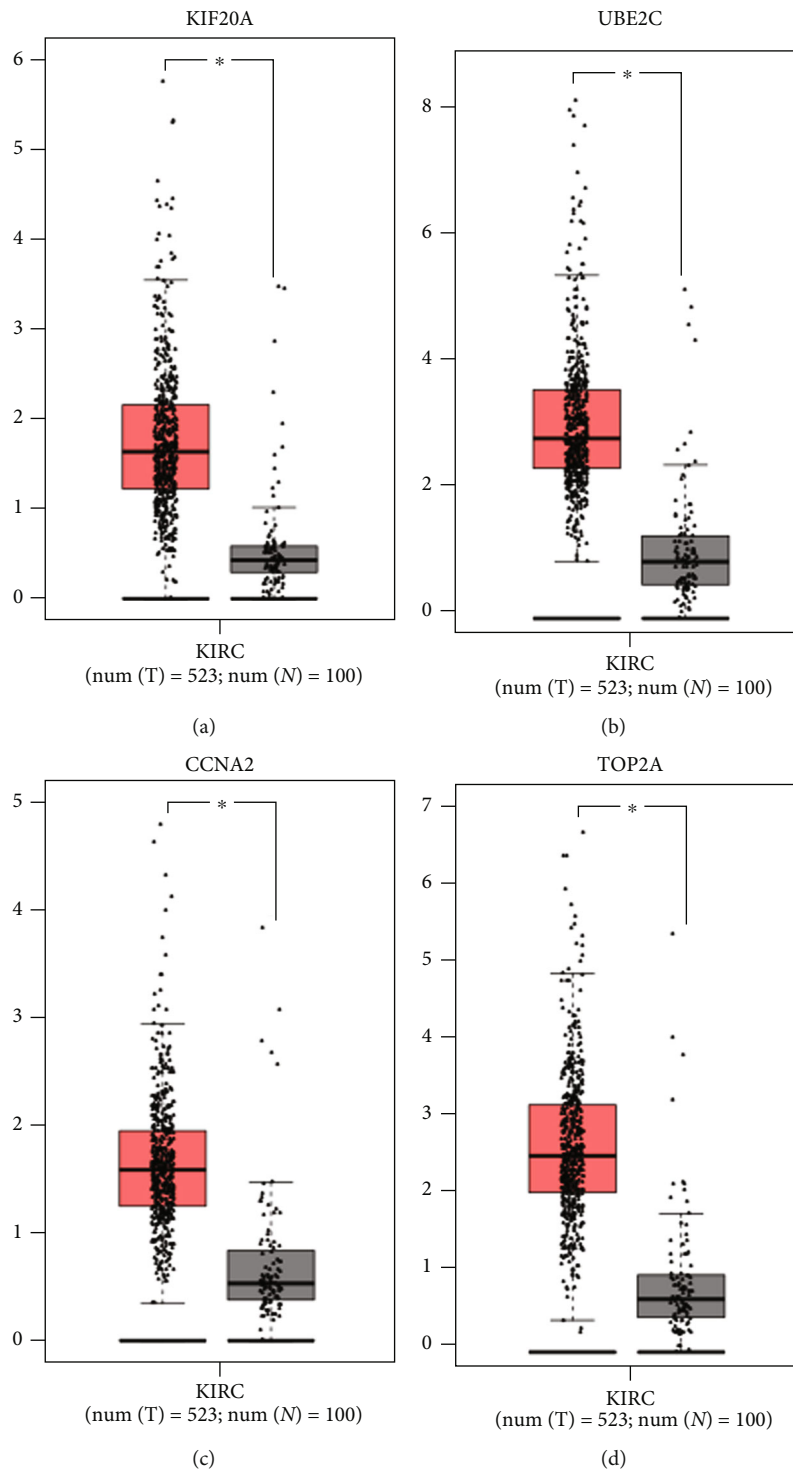 KIF20A
6
5
4
3
2
1
0
*
KIRC
(num (T) = 523; num (N) = 100)
(a)
UBE2C
8
6
4
2
0
*
KIRC
(num (T) = 523; num (N) = 100)
(b)
CCNA2
5
4
3
2
1
0
*
KIRC
(num (T) = 523; num (N) = 100)
(c)
TOP2A
7
6
5
4
3
2
1
0
*
KIRC
(num (T) = 523; num (N) = 100)
(d)